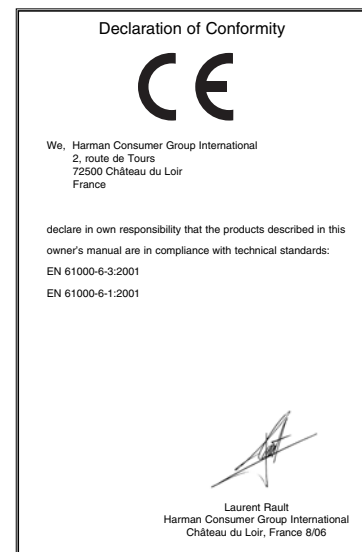 Declaration of Conformity
CE
We, Harman Consumer Group International
2, route de Tours
72500 Château du Loir
France
declare in own responsibility that the products described in this
owner's manual are in compliance with technical standards:
EN 61000-6-3:2001
EN 61000-6-1:2001
Laurent Rault
Harman Consumer Group International
Château du Loir, France 8/06